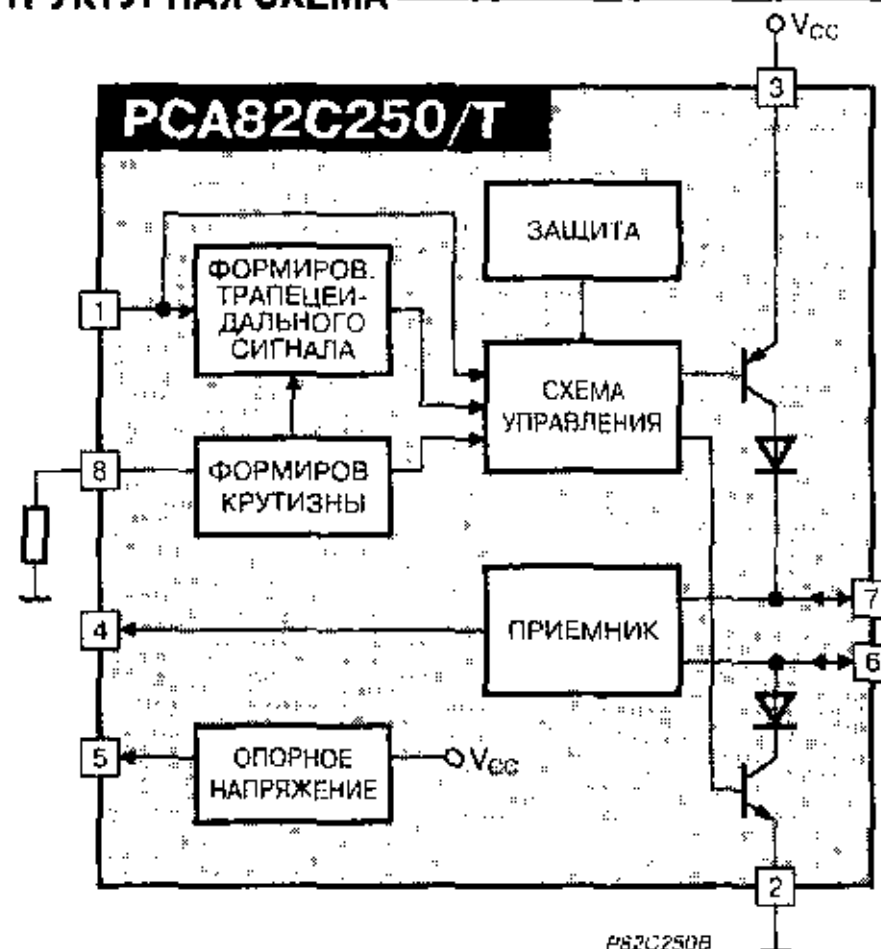 СХЕМА
VCC
3
PCA82C250/T
ЗАЩИТА
ФОРМИРОВ.
ТРАПЕЦЕИ-
ДАЛЬНОГО
СИГНАЛА
1
СХЕМА
УПРАВЛЕНИЯ
8
ФОРМИРОВ
КРУТИЗНЫ
7
4
ПРИЕМНИК
6
5
ОПОРНОЕ
НАПРЯЖЕНИЕ
VCC
2
P82C250B